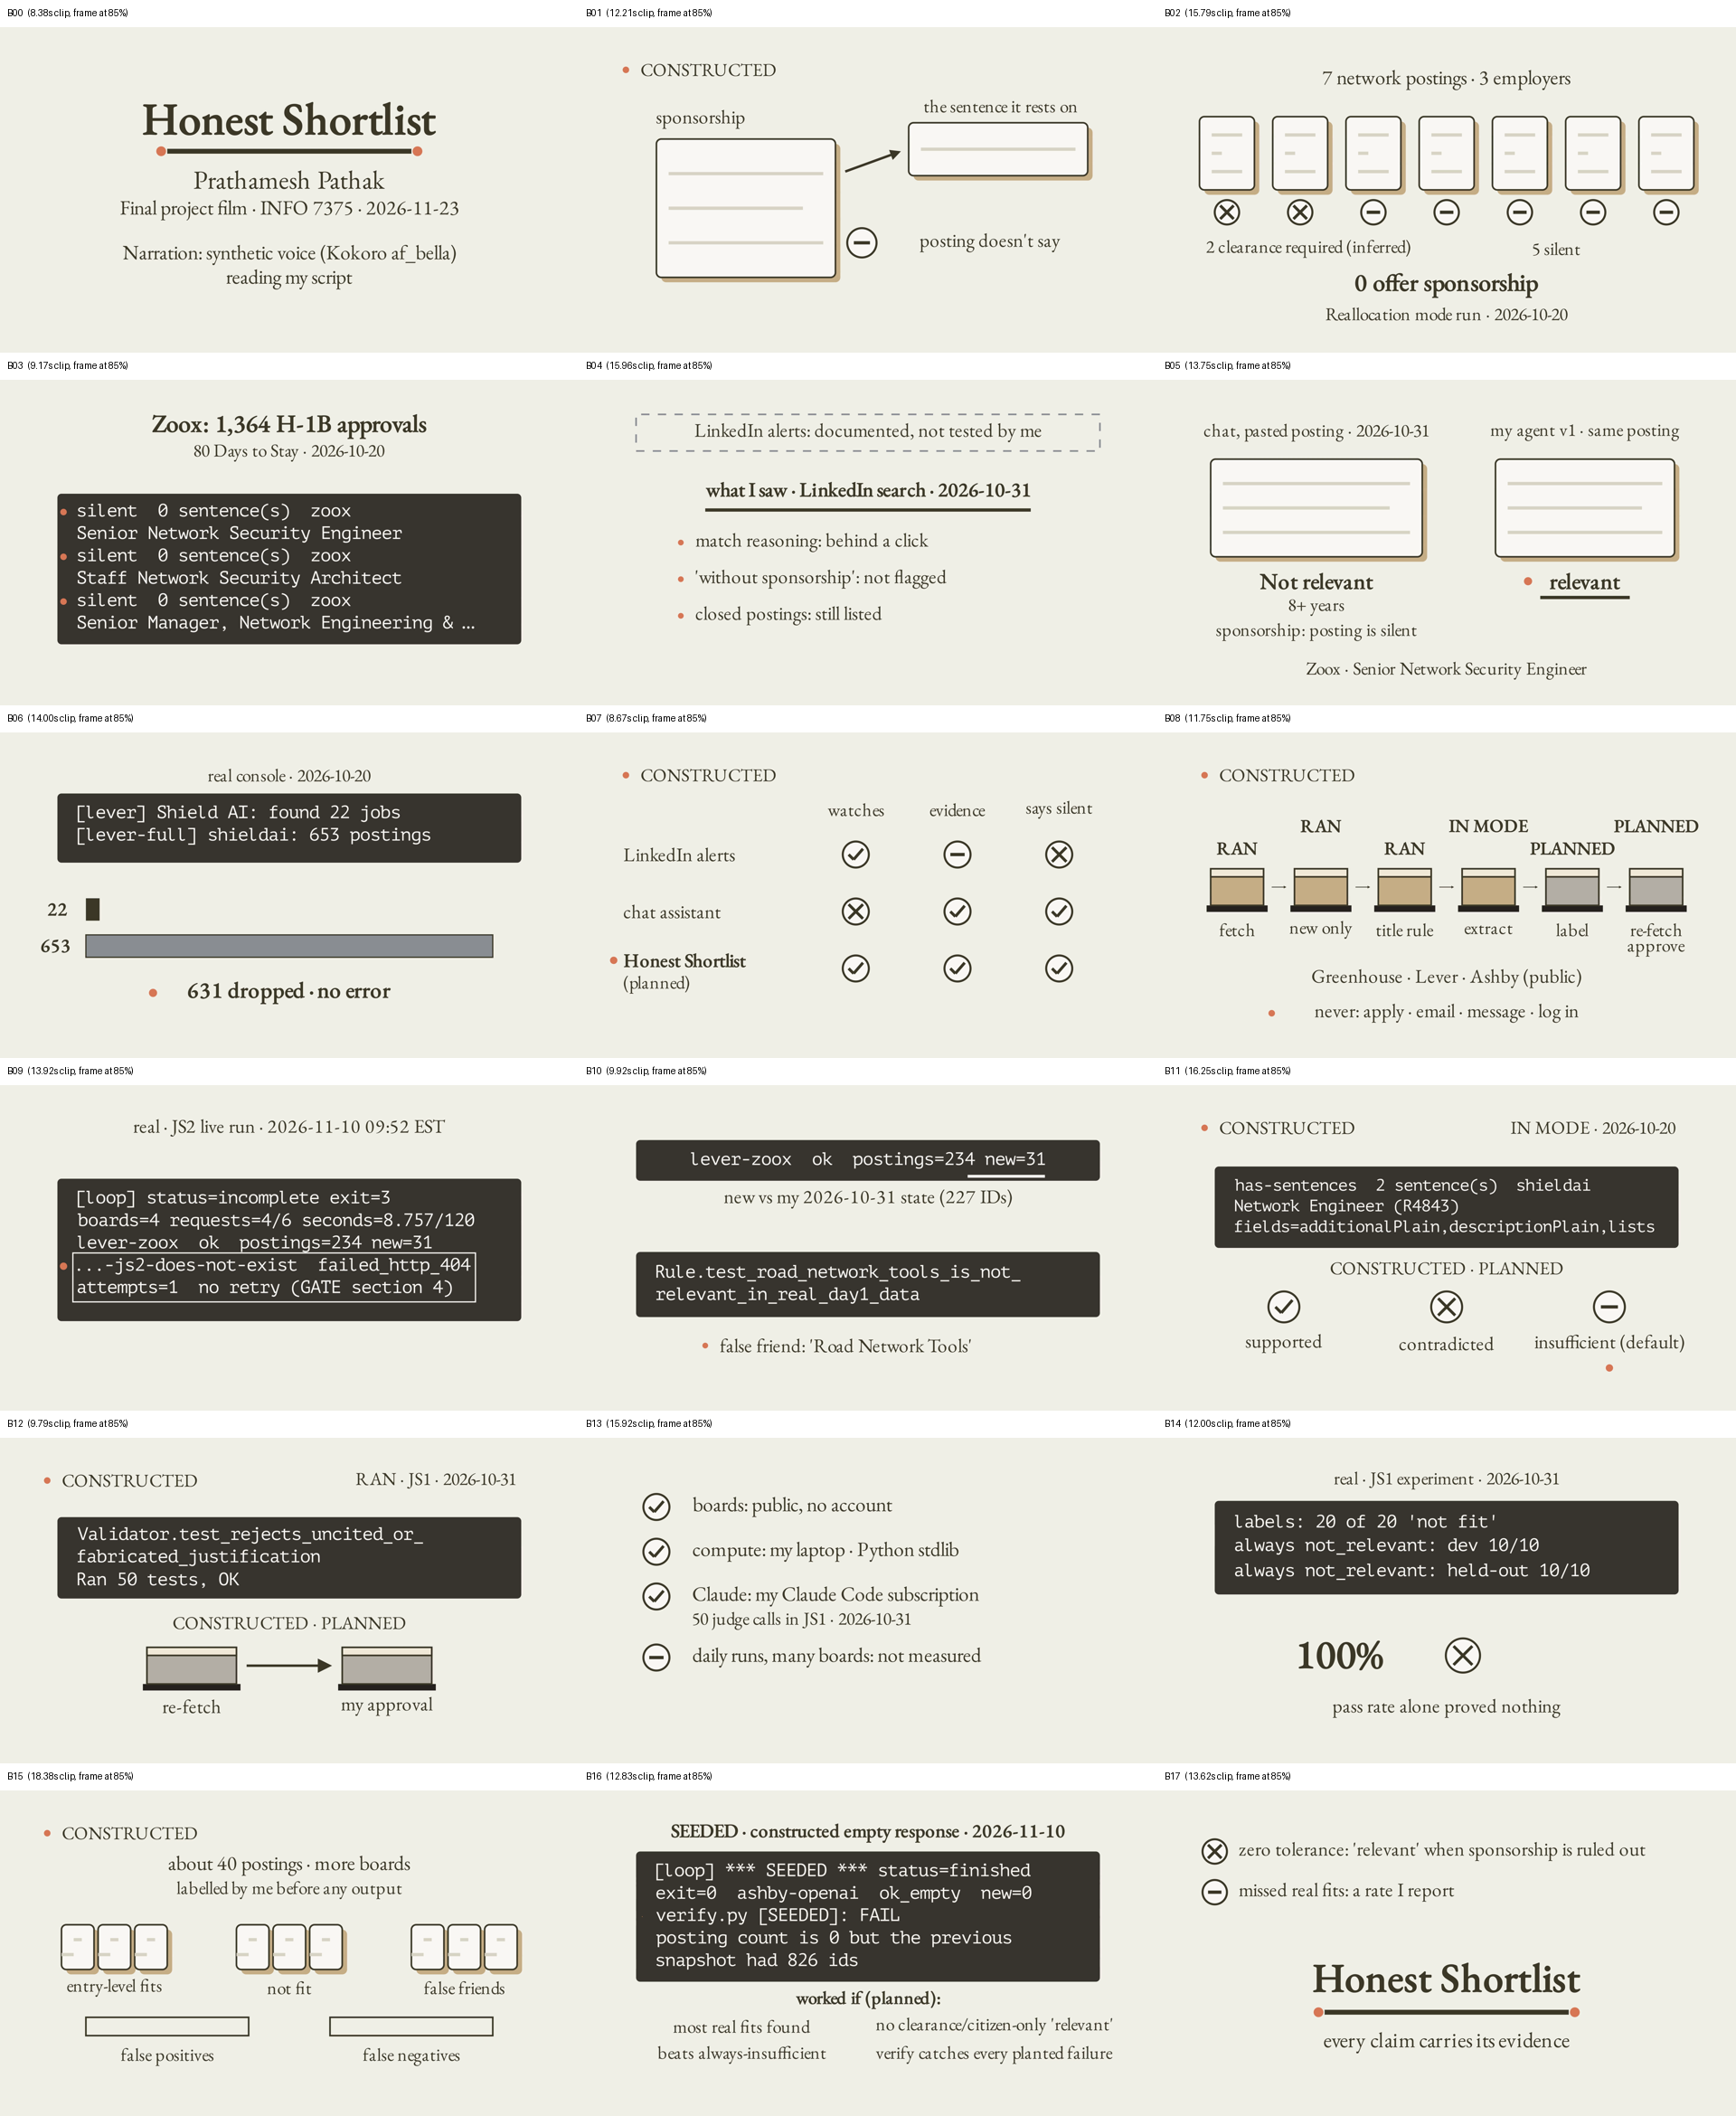 B00 (8.38s clip, frame at 85%)
Honest Shortlist
Prathamesh Pathak
Final project film · INFO 7375 · 2026-11-23
Narration: synthetic voice (Kokoro af_bella)
reading my script
B01 (12.21s clip, frame at 85%)
CONSTRUCTED
sponsorship
the sentence it rests on
posting doesn't say
B02 (15.79s clip, frame at 85%)
7 network postings · 3 employers
2 clearance required (inferred)
5 silent
0 offer sponsorship
Reallocation mode run · 2026-10-20
B03 (9.17s clip, frame at 85%)
Zoox: 1,364 H-1B approvals
80 Days to Stay · 2026-10-20
silent 0 sentence(s) zoox
Senior Network Security Engineer
silent 0 sentence(s) zoox
Staff Network Security Architect
silent 0 sentence(s) zoox
Senior Manager, Network Engineering & ...
B04 (15.96s clip, frame at 85%)
LinkedIn alerts: documented, not tested by me
what I saw · LinkedIn search · 2026-10-31
match reasoning: behind a click
'without sponsorship': not flagged
closed postings: still listed
B05 (13.75s clip, frame at 85%)
chat, pasted posting · 2026-10-31
my agent v1 · same posting
Not relevant
relevant
8+ years
sponsorship: posting is silent
Zoox · Senior Network Security Engineer
B06 (14.00s clip, frame at 85%)
real console · 2026-10-20
[lever] Shield AI: found 22 jobs
[lever-full] shieldai: 653 postings
22
653
631 dropped · no error
B07 (8.67s clip, frame at 85%)
CONSTRUCTED
watches evidence says silent
LinkedIn alerts
chat assistant
Honest Shortlist
(planned)
B08 (11.75s clip, frame at 85%)
CONSTRUCTED
RAN IN MODE PLANNED
RAN RAN PLANNED
fetch new only title rule extract label re-fetch
approve
Greenhouse · Lever · Ashby (public)
never: apply · email · message · log in
B09 (13.92s clip, frame at 85%)
real · JS2 live run · 2026-11-10 09:52 EST
[loop] status=incomplete exit=3
boards=4 requests=4/6 seconds=8.757/120
lever-zoox ok postings=234 new=31
...-js2-does-not-exist failed_http_404
attempts=1 no retry (GATE section 4)
B10 (9.92s clip, frame at 85%)
lever-zoox ok postings=234 new=31
new vs my 2026-10-31 state (227 IDs)
Rule.test_road_network_tools_is_not_
relevant_in_real_day1_data
false friend: 'Road Network Tools'
B11 (16.25s clip, frame at 85%)
CONSTRUCTED
IN MODE · 2026-10-20
has-sentences 2 sentence(s) shieldai
Network Engineer (R4843)
fields=additionalPlain,descriptionPlain,lists
CONSTRUCTED · PLANNED
supported
contradicted
insufficient (default)
B12 (9.79s clip, frame at 85%)
CONSTRUCTED
RAN · JS1 · 2026-10-31
Validator.test_rejects_uncited_or_
fabricated_justification
Ran 50 tests, OK
CONSTRUCTED · PLANNED
re-fetch
my approval
B13 (15.92s clip, frame at 85%)
boards: public, no account
compute: my laptop · Python stdlib
Claude: my Claude Code subscription
50 judge calls in JS1 · 2026-10-31
daily runs, many boards: not measured
B14 (12.00s clip, frame at 85%)
real · JS1 experiment · 2026-10-31
labels: 20 of 20 'not fit'
always not_relevant: dev 10/10
always not_relevant: held-out 10/10
100%
pass rate alone proved nothing
B15 (18.38s clip, frame at 85%)
CONSTRUCTED
about 40 postings · more boards
labelled by me before any output
entry-level fits
not fit
false friends
false positives
false negatives
B16 (12.83s clip, frame at 85%)
SEEDED · constructed empty response · 2026-11-10
[loop] *** SEEDED *** status=finished
exit=0 ashby-openai ok_empty new=0
verify.py [SEEDED]: FAIL
posting count is 0 but the previous
snapshot had 826 ids
worked if (planned):
most real fits found
no clearance/citizen-only 'relevant'
beats always-insufficient
verify catches every planted failure
B17 (13.62s clip, frame at 85%)
zero tolerance: 'relevant' when sponsorship is ruled out
missed real fits: a rate I report
Honest Shortlist
every claim carries its evidence